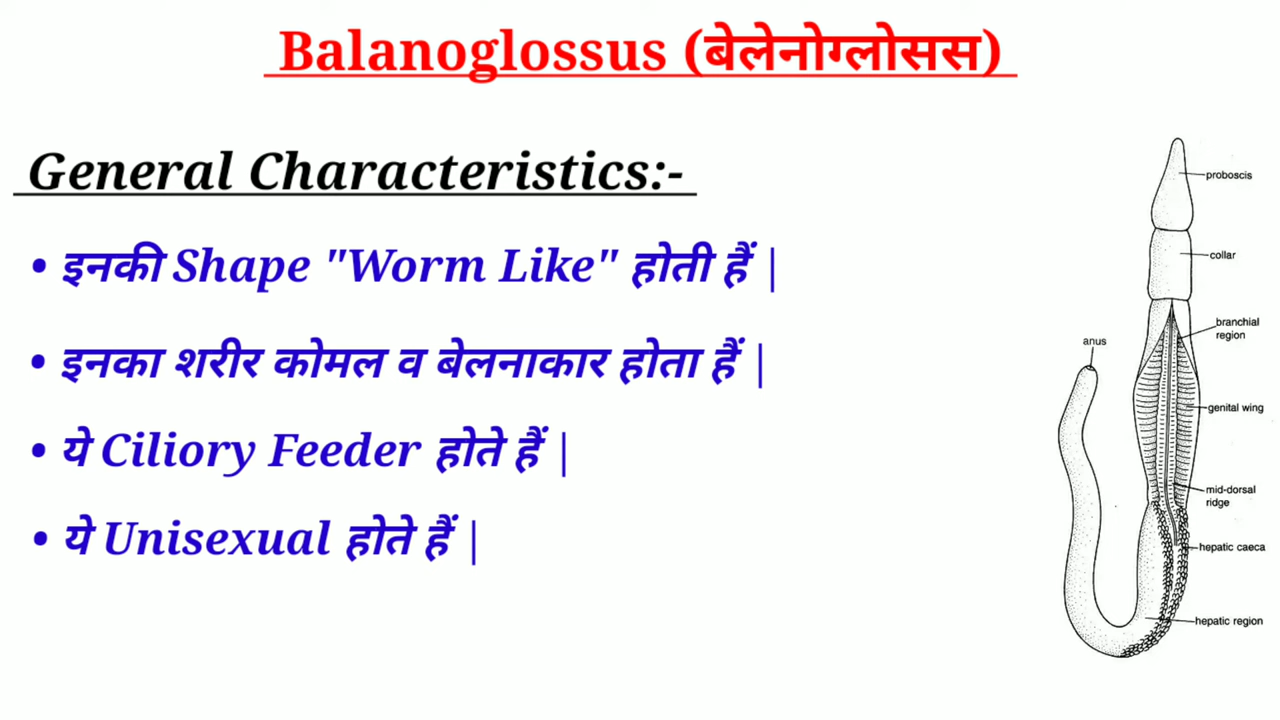 Balanoglossus (बेलेनोग्लोसस)
General Characteristics:-
• इनकी Shape "Worm Like" होती हैं |
• इनका शरीर कोमल व बेलनाकार होता हैं |
• ये Ciliory Feeder होते हैं |
• ये Unisexual होते हैं |
proboscis
collar
branchial
region
anus
genital wing
mid-dorsal
ridge
hepatic caeca
hepatic region